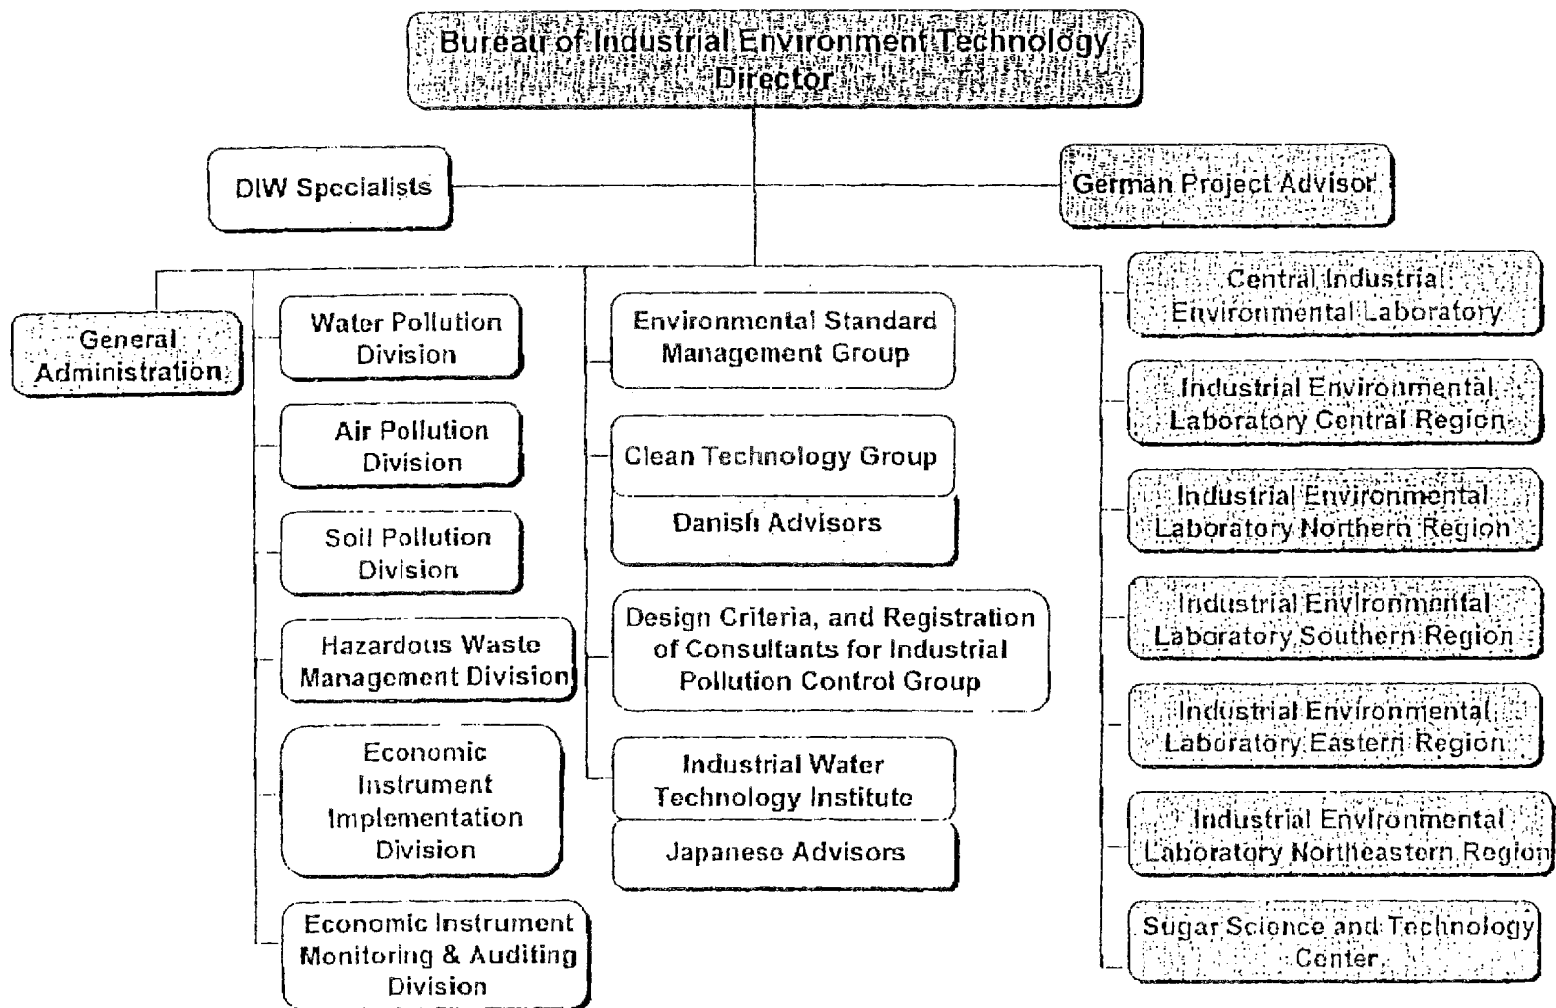 Bureau of Industrial Environment Technology
Director
DIW Specialists
German Project Advisor
General
Administration
Water Pollution
Division
Air Pollution
Division
Soil Pollution
Division
Hazardous Waste
Management Division
Economic
Instrument
Implementation
Division
Economic Instrument
Monitoring & Auditing
Division
Environmental Standard
Management Group
Clean Technology Group
Danish Advisors
Design Criteria, and Registration
of Consultants for Industrial
Pollution Control Group
Industrial Water
Technology Institute
Japanese Advisors
Central Industrial
Environmental Laboratory
Industrial Environmental
Laboratory Central Region
Industrial Environmental
Laboratory Northern Region
Industrial Environmental
Laboratory Southern Region
Industrial Environmental
Laboratory Eastern Region
Industrial Environmental
Laboratory Northeastern Region
Sugar Science and Technology
Center